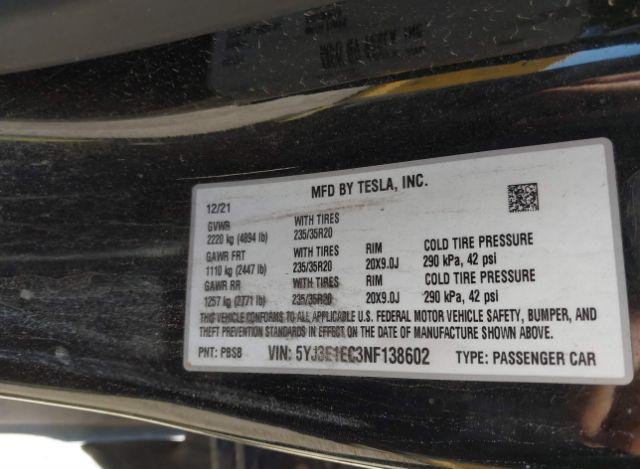 MFD BY TESLA, INC.
12/21
GVWR WITH TIRES
2220 kg (4894 lb) 235/35R20
GAWR FRT WITH TIRES RIM COLD TIRE PRESSURE
1110 kg (2447 lb) 235/35R20 20X9.0J 290 kPa, 42 psi
GAWR RR WITH TIRES RIM COLD TIRE PRESSURE
1257 kg (2771 lb) 235/35R20 20X9.0J 290 kPa, 42 psi
THIS VEHICLE CONFORMS TO ALL APPLICABLE U.S. FEDERAL MOTOR VEHICLE SAFETY, BUMPER, AND
THEFT PREVENTION STANDARDS IN EFFECT ON THE DATE OF MANUFACTURE SHOWN ABOVE.
PNT: PBSB VIN: 5YJ3E1EC3NF138602 TYPE: PASSENGER CAR